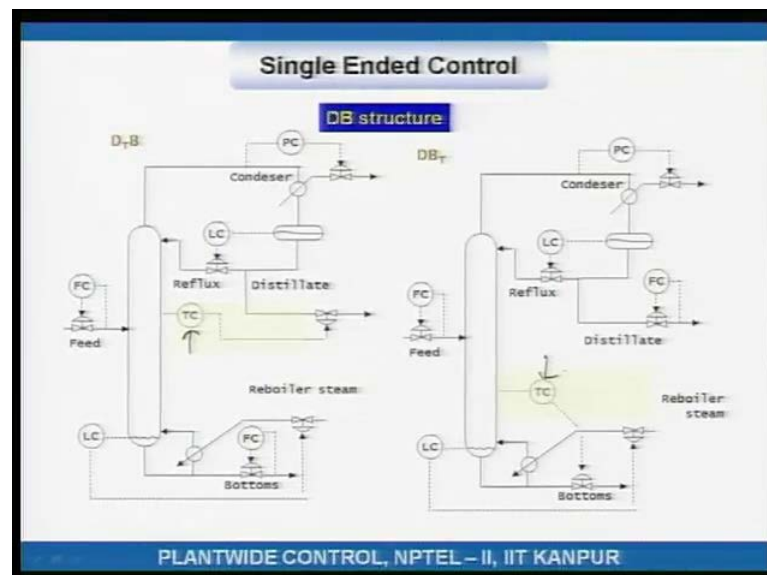 Single Ended Control
DB structure
DTB
PC
Condeser
LC
FC
Reflux
Distillate
TC
Feed
Reboiler steam
LC
FC
Bottoms
DBT
PC
Condeser
LC
FC
FC
Reflux
Distillate
Feed
TC
Reboiler
steam
LC
Bottoms
PLANTWIDE CONTROL, NPTEL – II, IIT KANPUR